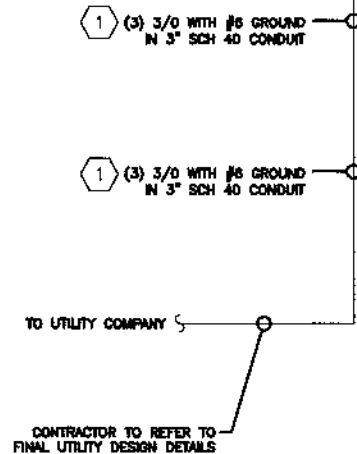 1 (3) 3/0 WITH #6 GROUND
IN 3" SCH 40 CONDUIT
1 (3) 3/0 WITH #6 GROUND
IN 3" SCH 40 CONDUIT
TO UTILITY COMPANY
CONTRACTOR TO REFER TO
FINAL UTILITY DESIGN DETAILS